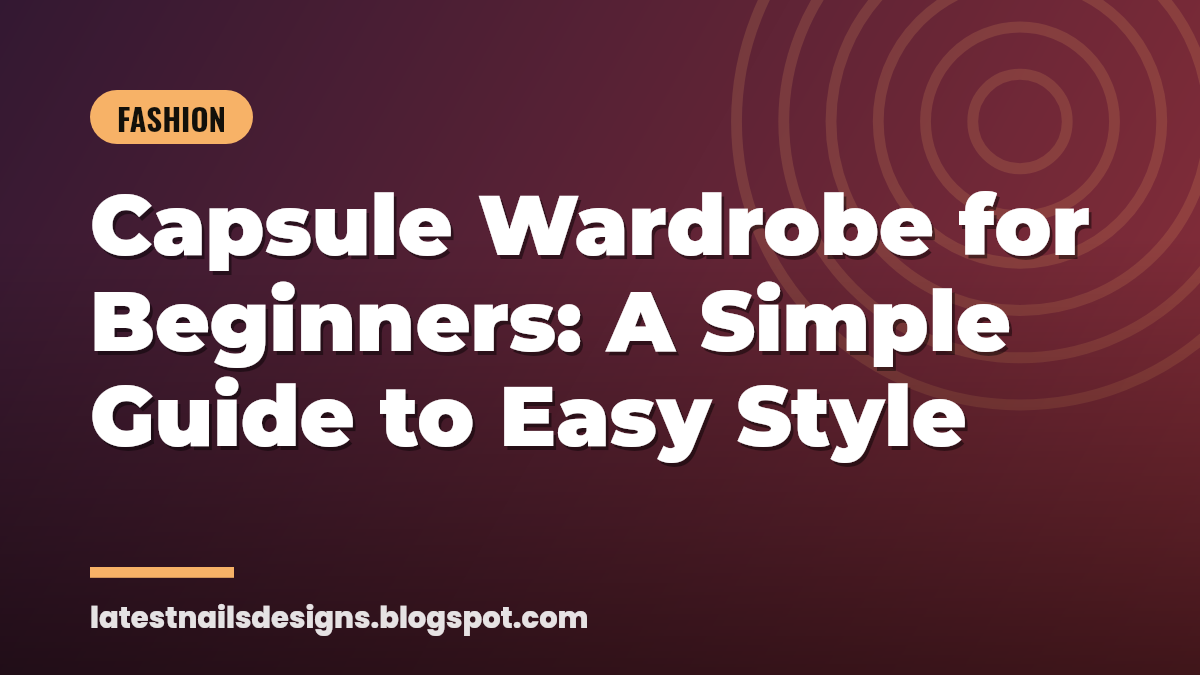 FASHION
Capsule Wardrobe for
Beginners: A Simple
Guide to Easy Style
latestnailsdesigns.blogspot.com